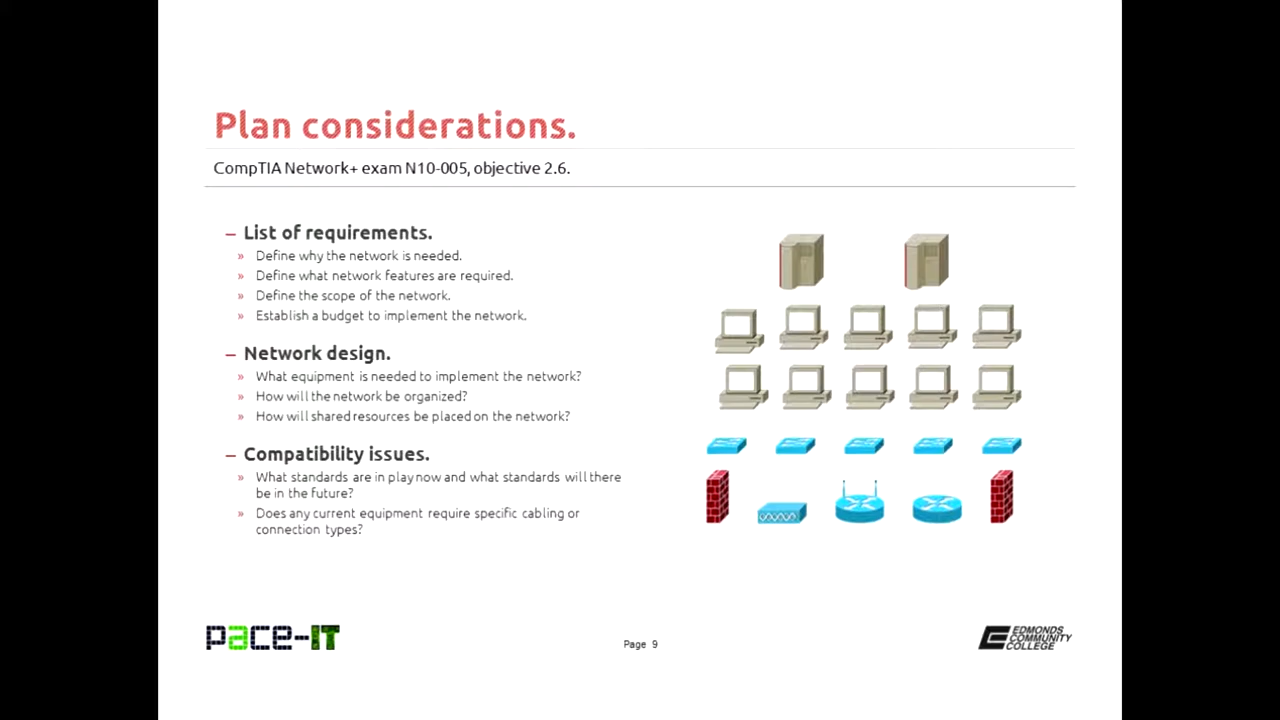 Plan considerations.
CompTIA Network+ exam N10-005, objective 2.6.
– List of requirements.
» Define why the network is needed.
» Define what network features are required.
» Define the scope of the network.
» Establish a budget to implement the network.
– Network design.
» What equipment is needed to implement the network?
» How will the network be organized?
» How will shared resources be placed on the network?
– Compatibility issues.
» What standards are in play now and what standards will there
be in the future?
» Does any current equipment require specific cabling or
connection types?
pace-IT
Page 9
EDMONDS
COMMUNITY
COLLEGE